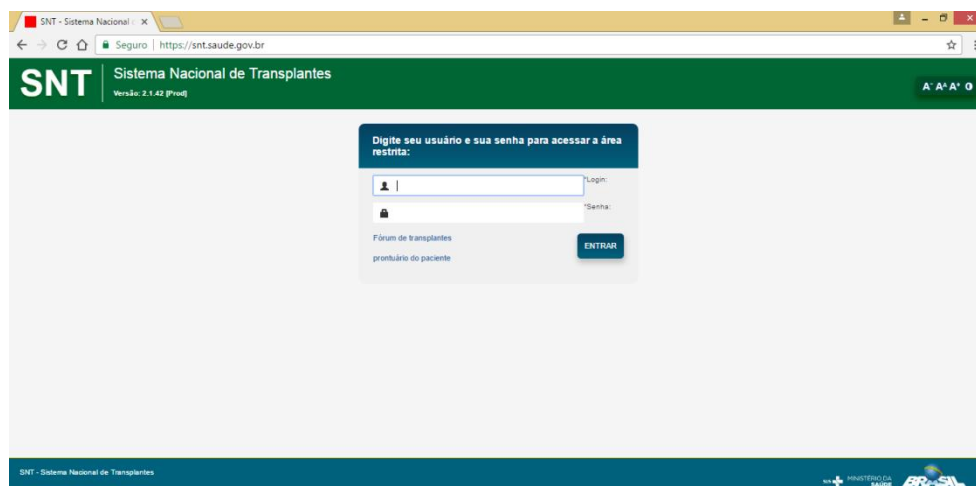 SNT - Sistema Nacional
Seguro | https://snt.saude.gov.br
SNT
Sistema Nacional de Transplantes
Versão: 2.1.42 [Prod]
A- A^ A+
Digite seu usuário e sua senha para acessar a área
restrita:
*Login:
*Senha:
Fórum de transplantes
ENTRAR
prontuário do paciente
SNT - Sistema Nacional de Transplantes
SUS MINISTÉRIO DA
SAÚDE
BRASIL